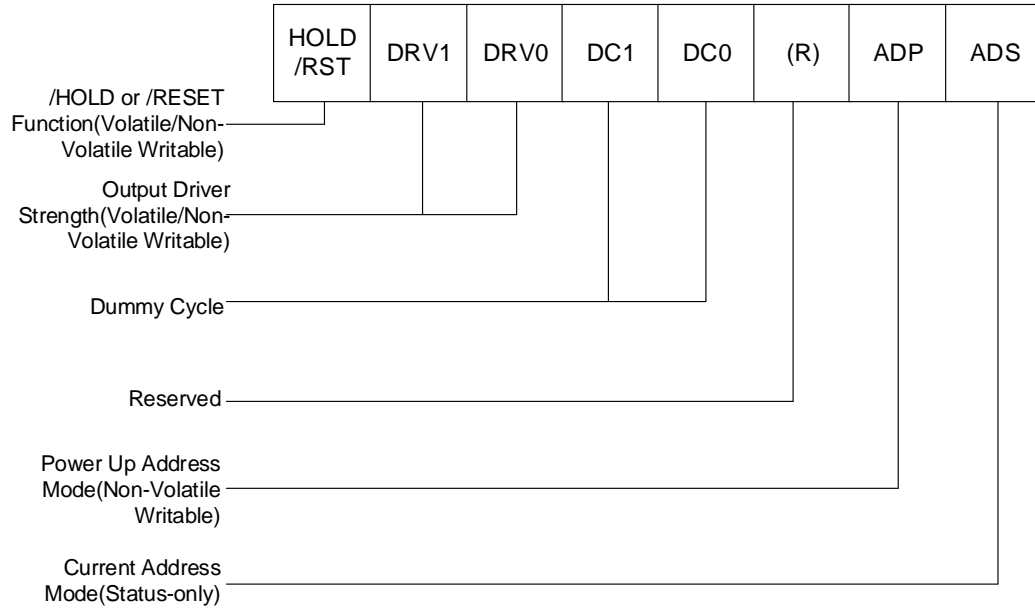 HOLD
/RST
DRV1
DRV0
DC1
DC0
(R)
ADP
ADS
/HOLD or /RESET
Function(Volatile/Non-
Volatile Writable)
Output Driver
Strength(Volatile/Non-
Volatile Writable)
Dummy Cycle
Reserved
Power Up Address
Mode(Non-Volatile
Writable)
Current Address
Mode(Status-only)